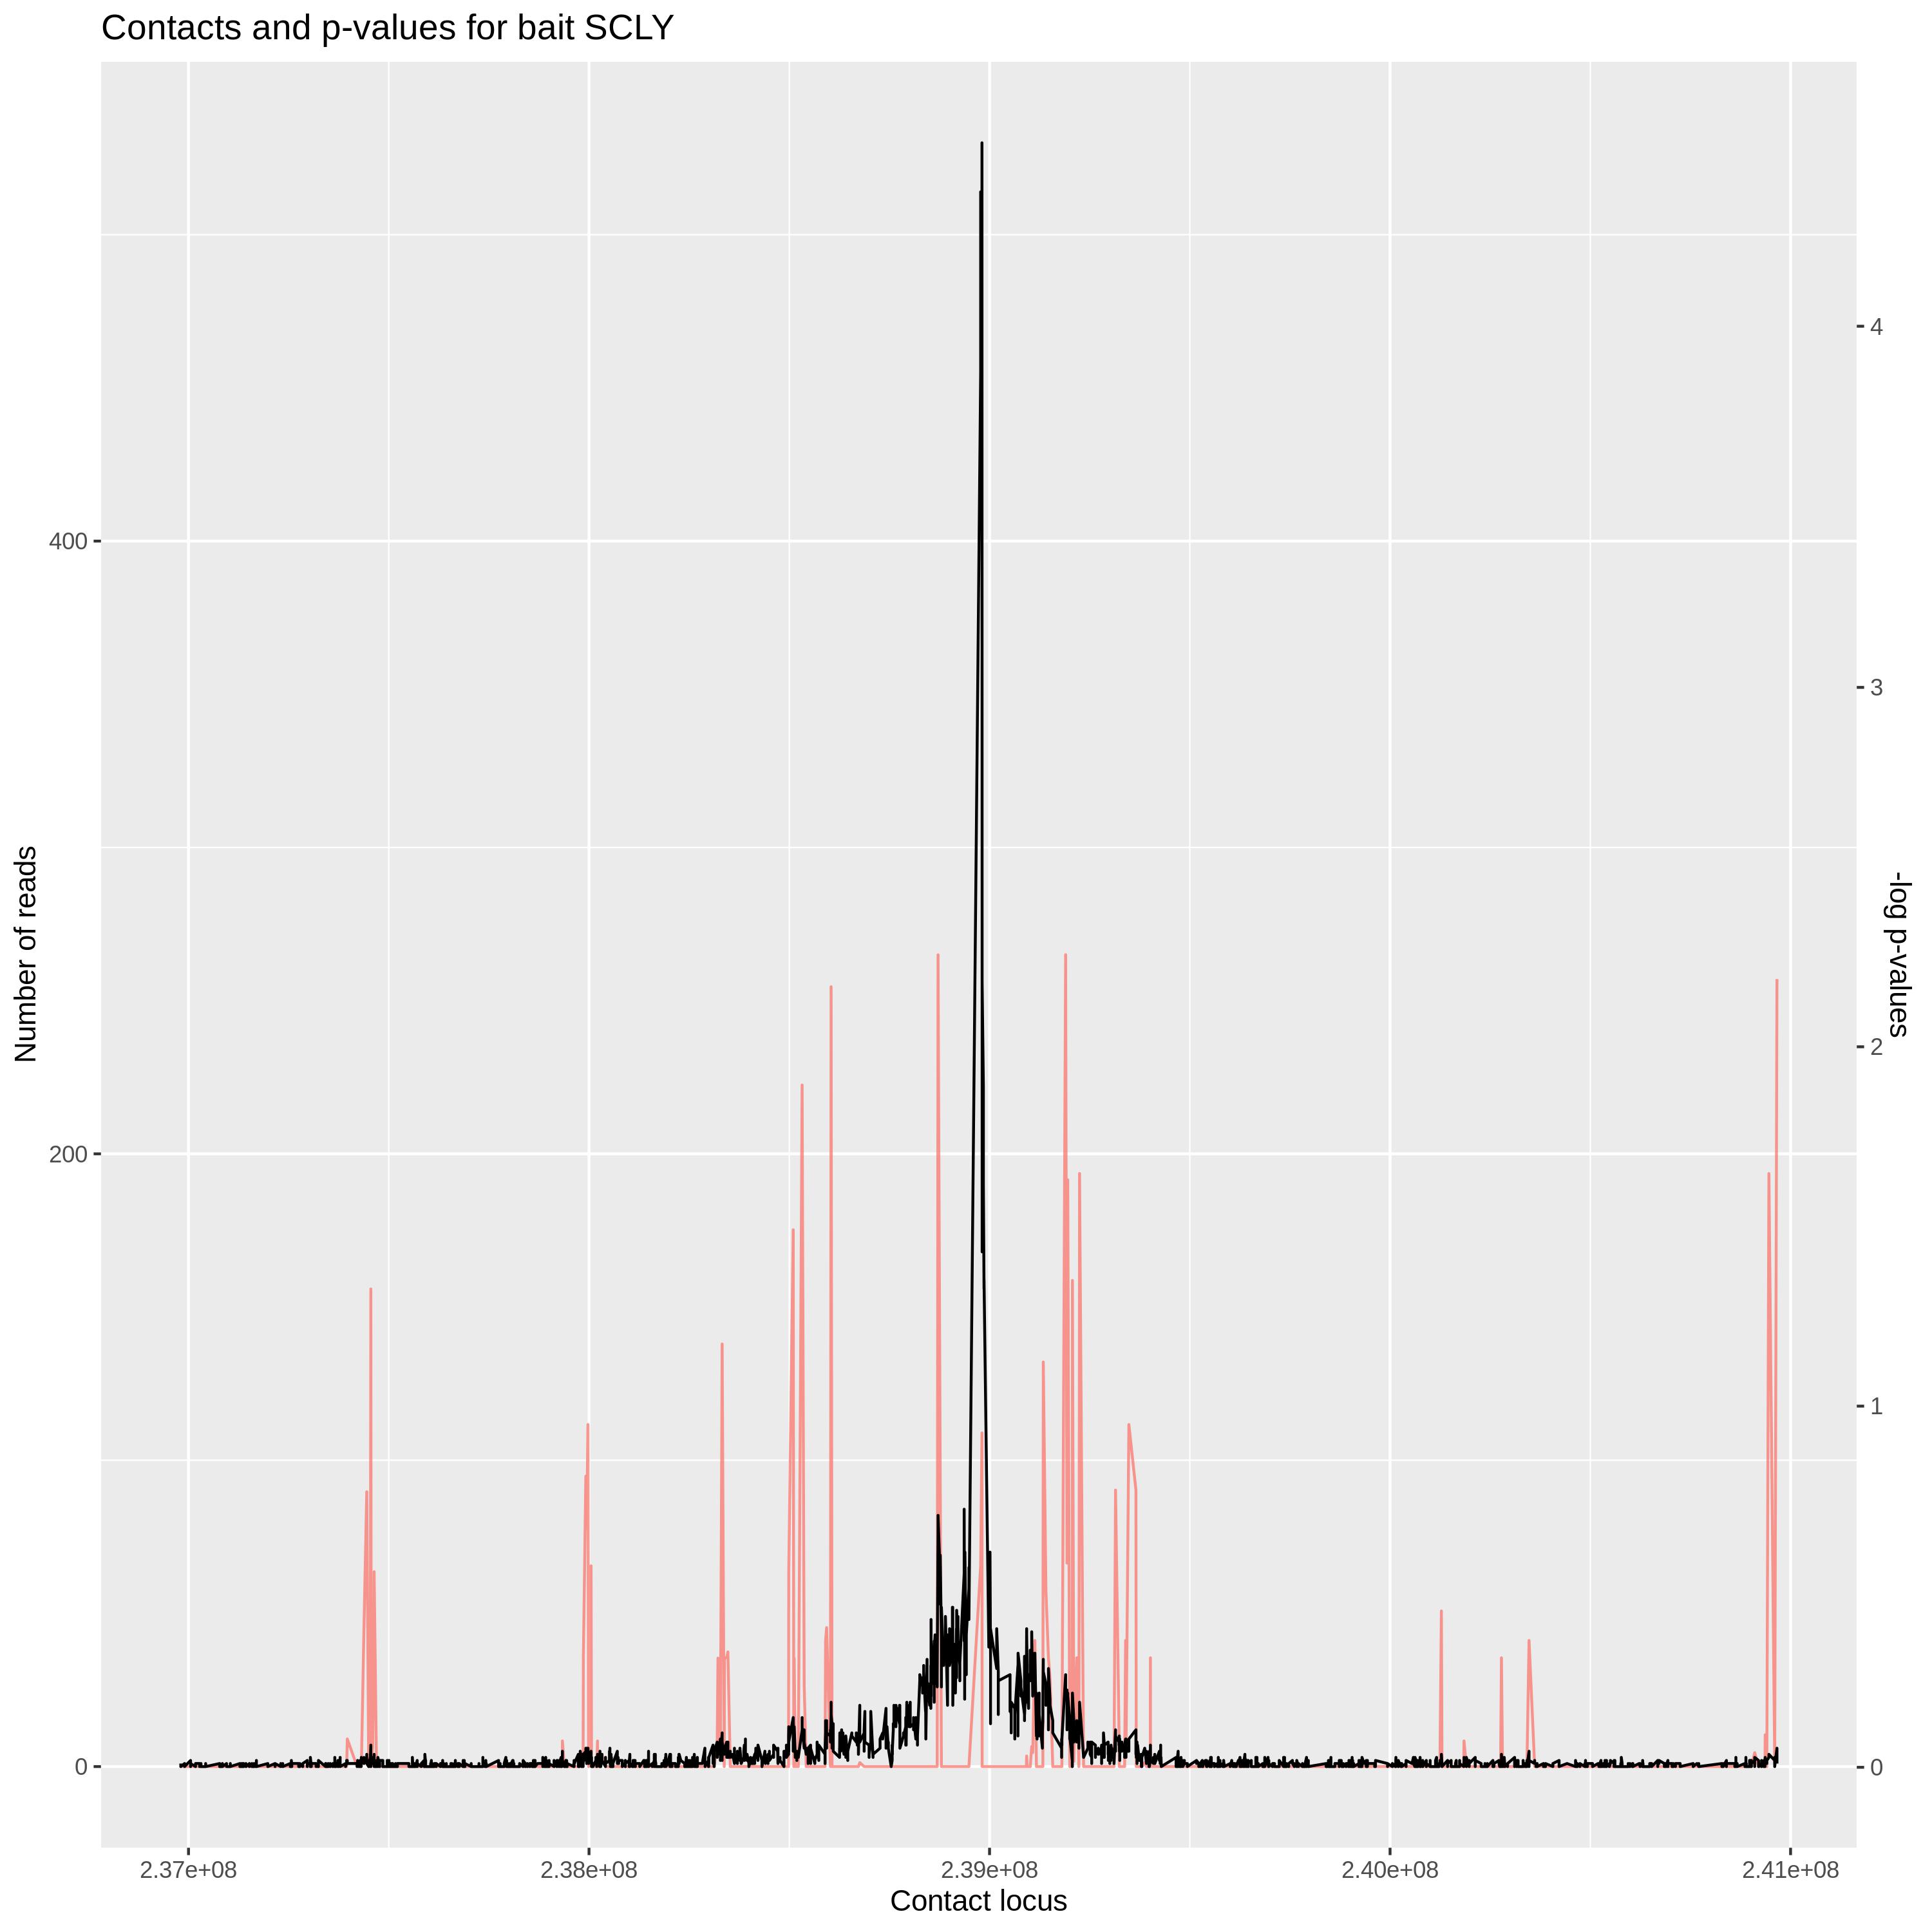 Contacts and p-values for bait SCLY
Number of reads
400
200
0
4
3
2
1
0
-log p-values
2.37e+08 2.38e+08 2.39e+08 2.40e+08 2.41e+08
Contact locus